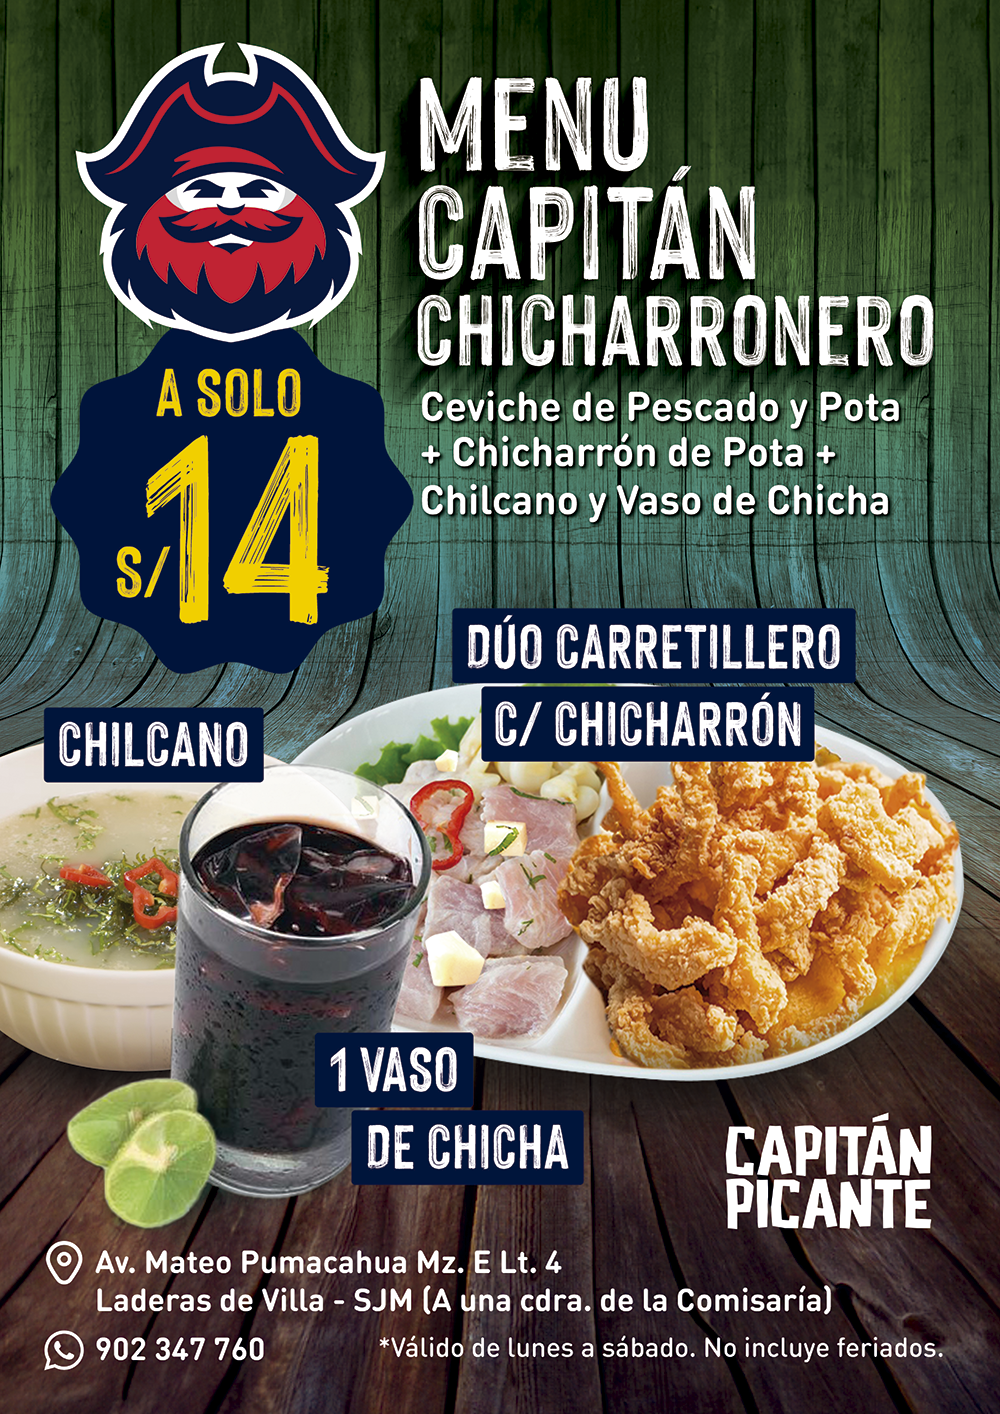 MENU
CAPITÁN
CHICHARRONERO
Ceviche de Pescado y Pota
+ Chicharrón de Pota +
Chilcano y Vaso de Chicha
A SOLO
S/14
DÚO CARRETILLERO
C/ CHICHARRÓN
CHILCANO
1 VASO
DE CHICHA
CAPITÁN
PICANTE
Av. Mateo Pumacahua Mz. E Lt. 4
Laderas de Villa - SJM (A una cdra. de la Comisaría)
902 347 760
*Válido de lunes a sábado. No incluye feriados.